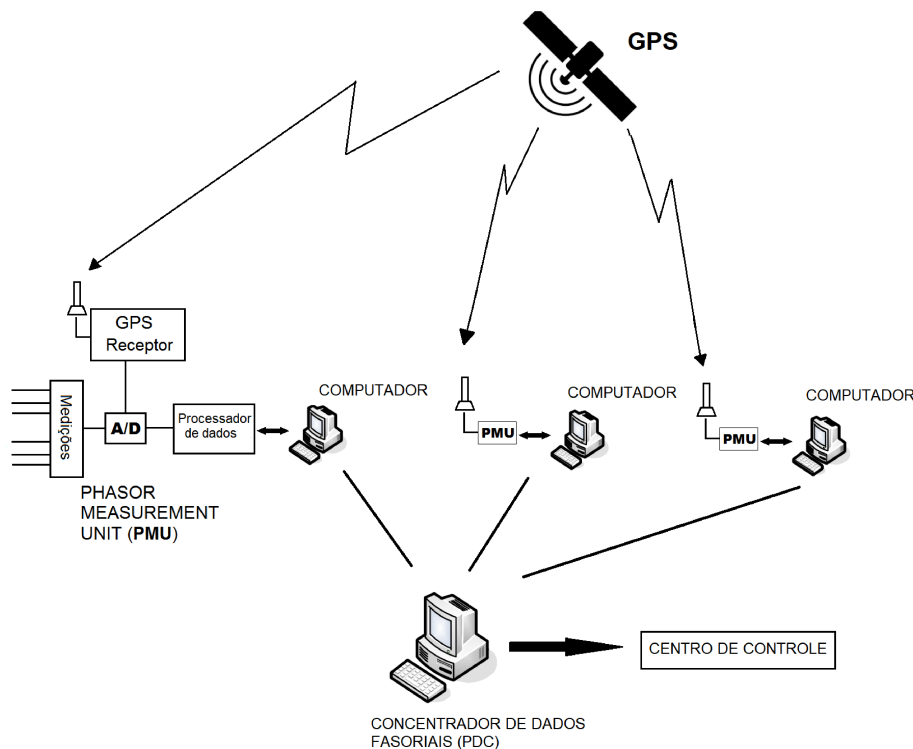 GPS
GPS
Receptor
Medições
A/D
Processador
de dados
COMPUTADOR
PHASOR
MEASUREMENT
UNIT (PMU)
PMU
COMPUTADOR
PMU
COMPUTADOR
CENTRO DE CONTROLE
CONCENTRADOR DE DADOS
FASORIAIS (PDC)